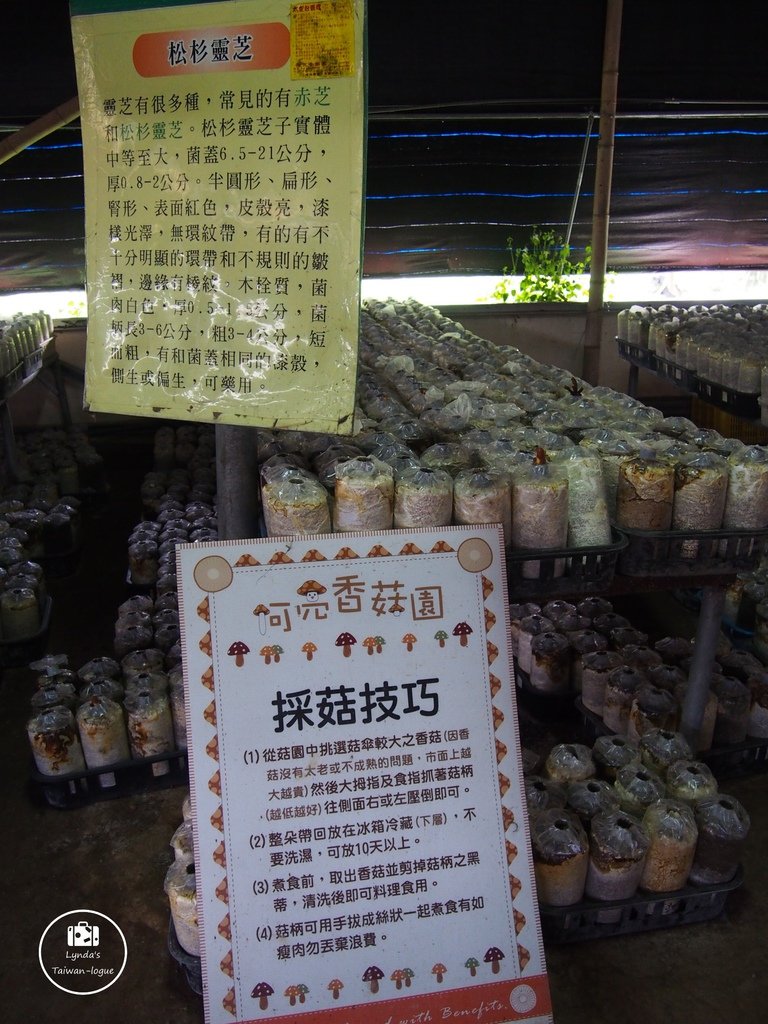 松杉靈芝
靈芝有很多種，常見的有赤芝
和松杉靈芝。松杉靈芝子實體
中等至大，菌蓋6.5-21公分，
厚0.8-2公分。半圓形、扁形、
腎形、表面紅色，皮殼亮，漆
樣光澤，無環紋帶，有的有不
十分明顯的環帶和不規則的皺
褶，邊緣有稜紋。木栓質，菌
肉白色，厚0.5-1.5公分，菌
柄長3-6公分，粗3-4公分，短
而粗，有和菌蓋相同的漆殼，
側生或偏生，可藥用。
阿亮香菇園
採菇技巧
(1) 從菇園中挑選菇傘較大之香菇(因香
菇沒有太老或不成熟的問題，市面上越
大越貴) 然後大拇指及食指抓著菇柄
(越低越好) 往側面右或左壓倒即可。
(2) 整朵帶回放在冰箱冷藏(下層)，不
要洗濕，可放10天以上。
(3) 煮食前，取出香菇並剪掉菇柄之黑
蒂，清洗後即可料理食用。
(4) 菇柄可用手拔成絲狀一起煮食有如
瘦肉勿丟棄浪費。
with Benefits.
Lynda's
Taiwan-logue